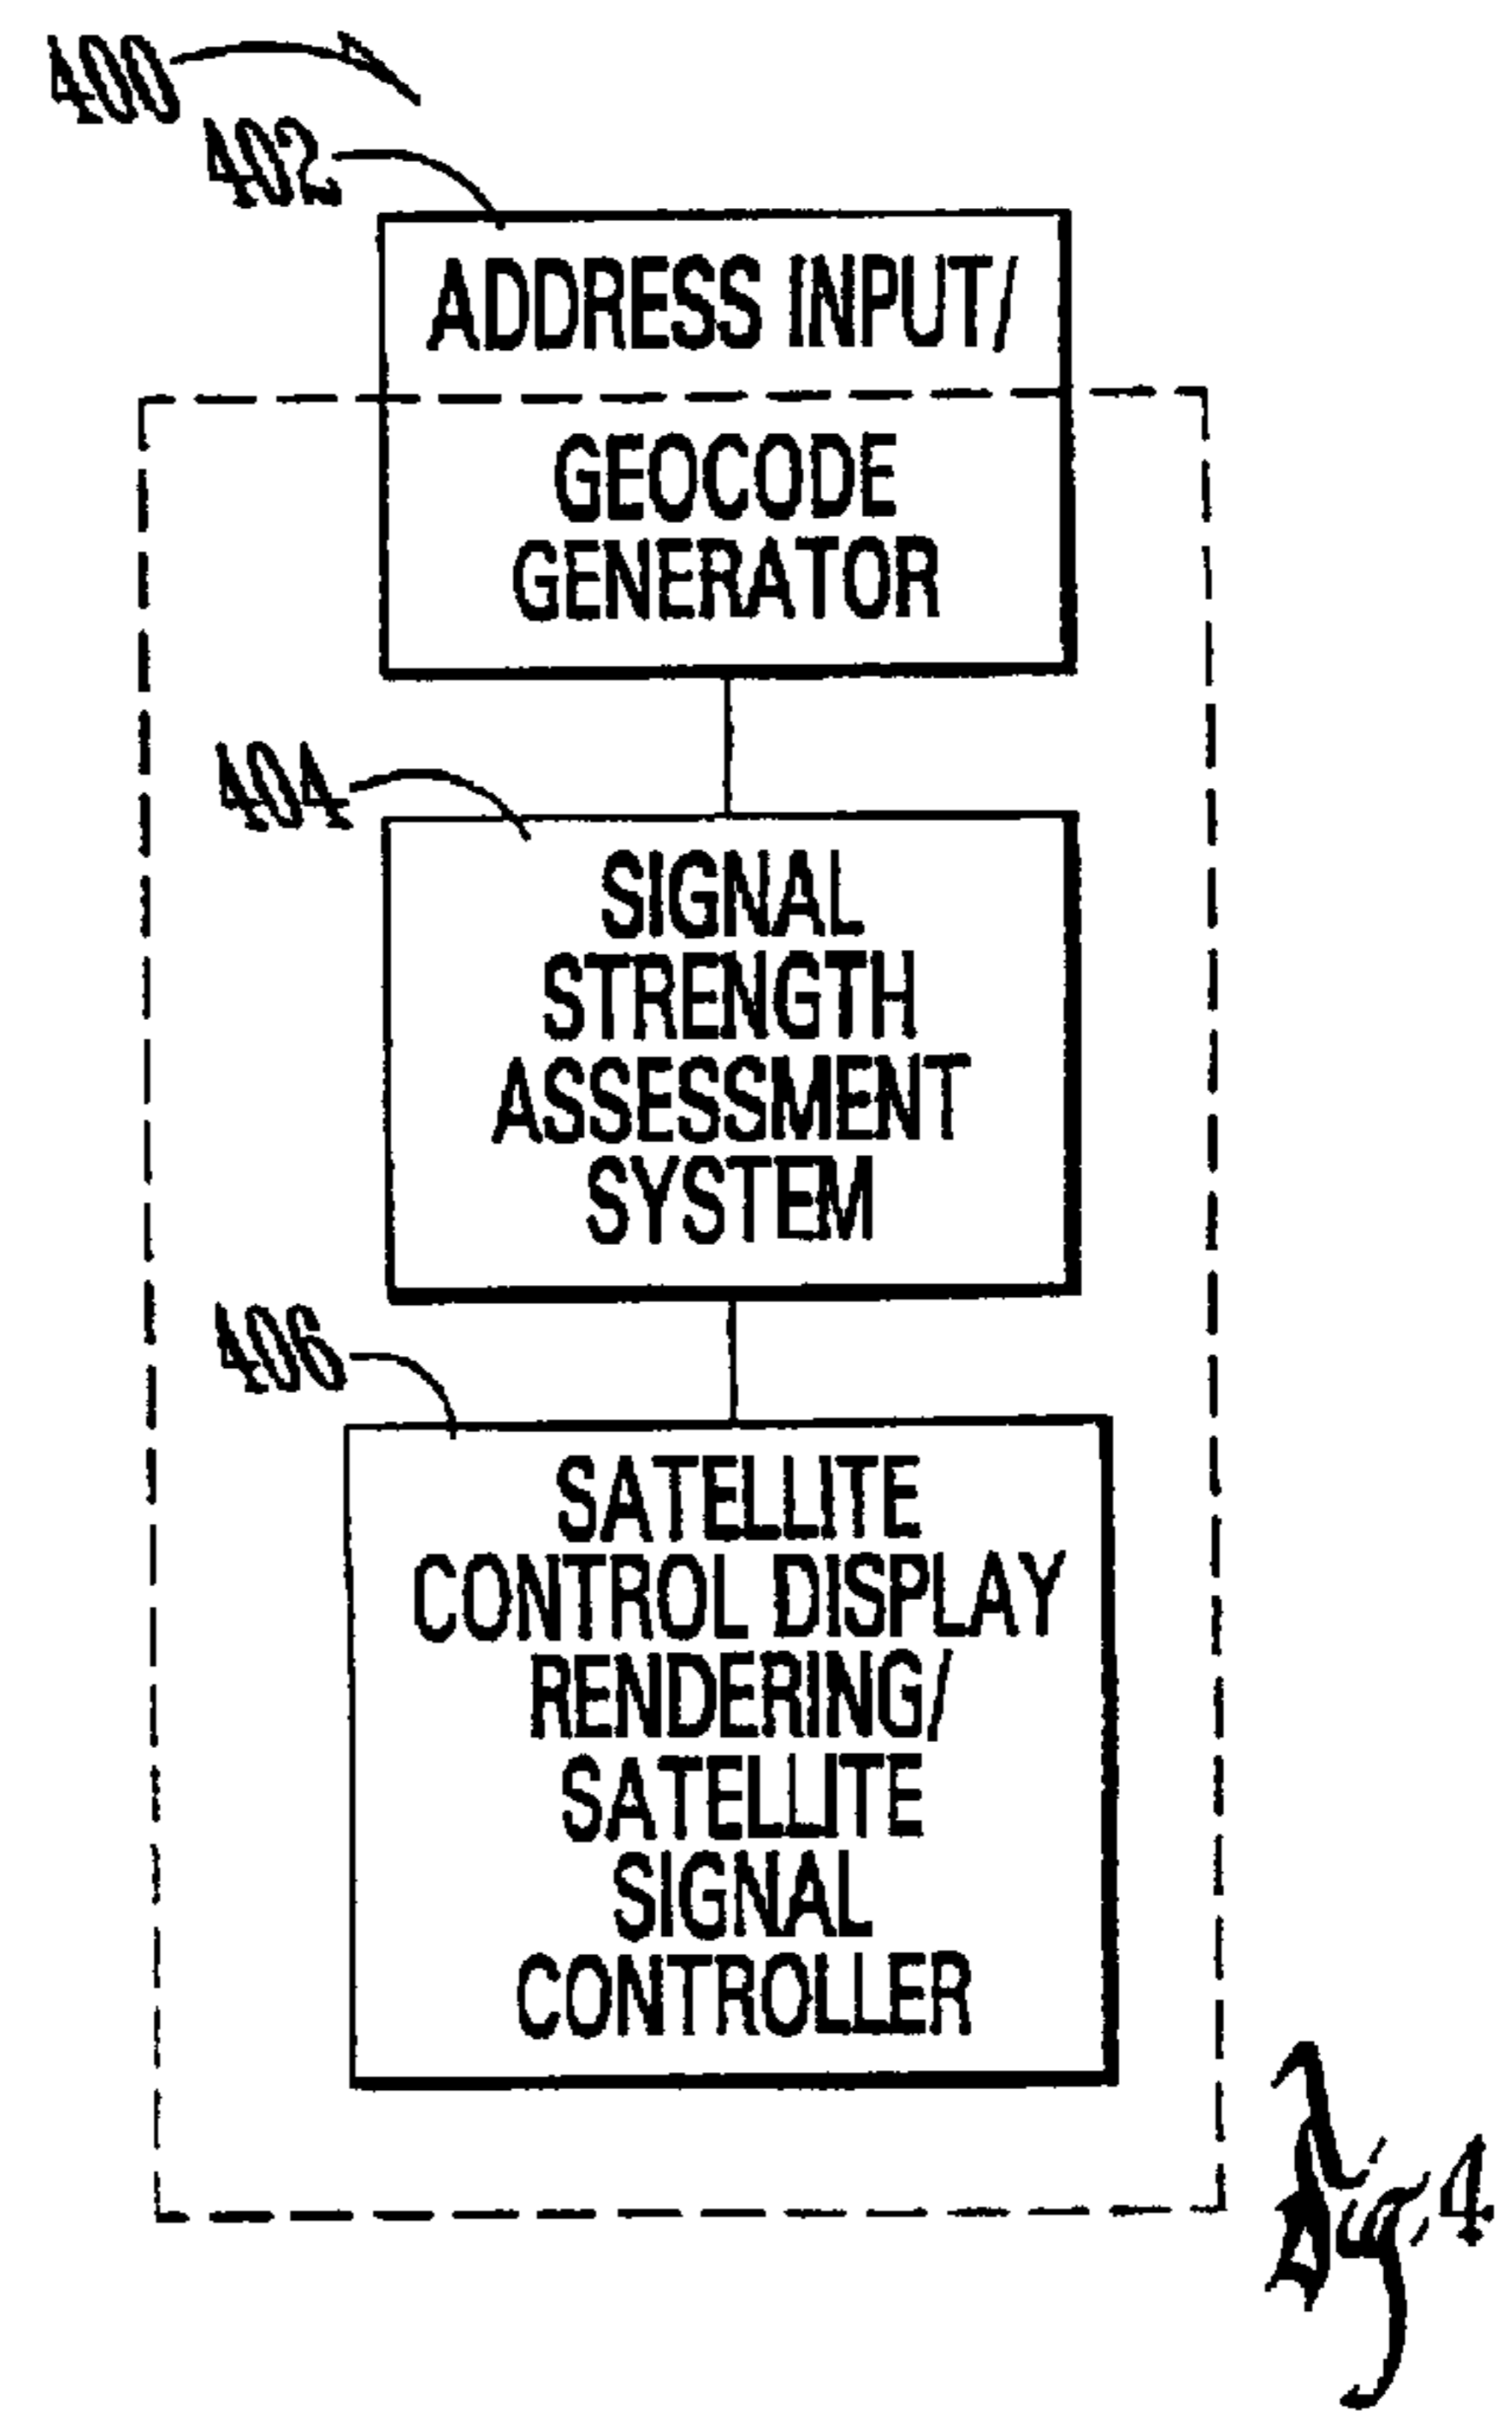 400
402
ADDRESS INPUT/
GEOCODE
GENERATOR
404
SIGNAL
STRENGTH
ASSESSMENT
SYSTEM
406
SATELLITE
CONTROL DISPLAY
RENDERING/
SATELLITE
SIGNAL
CONTROLLER
Fig. 4